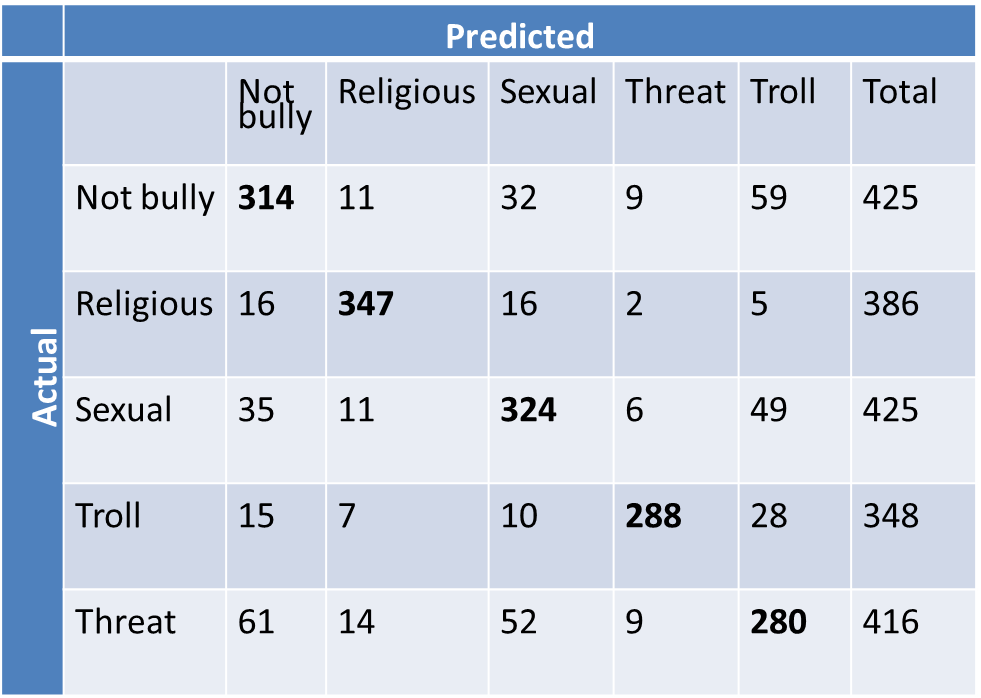 Predicted
Not bully Religious Sexual Threat Troll Total
Actual
Not bully 314 11 32 9 59 425
Religious 16 347 16 2 5 386
Sexual 35 11 324 6 49 425
Troll 15 7 10 288 28 348
Threat 61 14 52 9 280 416